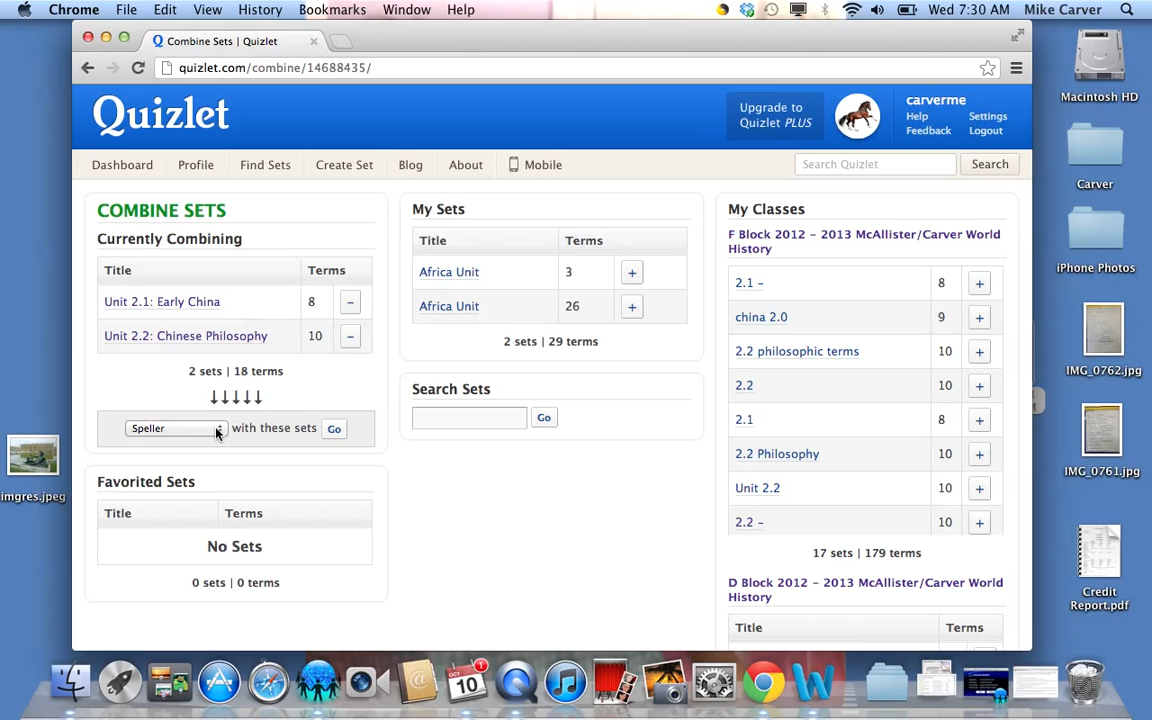 Chrome File Edit View History Bookmarks Window Help
Wed 7:30 AM Mike Carver
Combine Sets | Quizlet
quizlet.com/combine/14688435/
Quizlet
Upgrade to
Quizlet PLUS
carverme
Help Settings
Feedback Logout
Dashboard Profile Find Sets Create Set Blog About Mobile
Search Quizlet Search
COMBINE SETS
Currently Combining
Title Terms
Unit 2.1: Early China 8 −
Unit 2.2: Chinese Philosophy 10 −
2 sets | 18 terms
↓↓↓↓↓
Speller with these sets Go
Favorited Sets
Title Terms
No Sets
0 sets | 0 terms
My Sets
Title Terms
Africa Unit 3 +
Africa Unit 26 +
2 sets | 29 terms
Search Sets
Go
My Classes
F Block 2012 - 2013 McAllister/Carver World
History
2.1 - 8 +
china 2.0 9 +
2.2 philosophic terms 10 +
2.2 10 +
2.1 8 +
2.2 Philosophy 10 +
Unit 2.2 10 +
2.2 - 10 +
17 sets | 179 terms
D Block 2012 - 2013 McAllister/Carver World
History
Title Terms
Macintosh HD
Carver
iPhone Photos
IMG_0762.jpg
IMG_0761.jpg
Credit
Report.pdf
imgres.jpeg
OCT
10
1